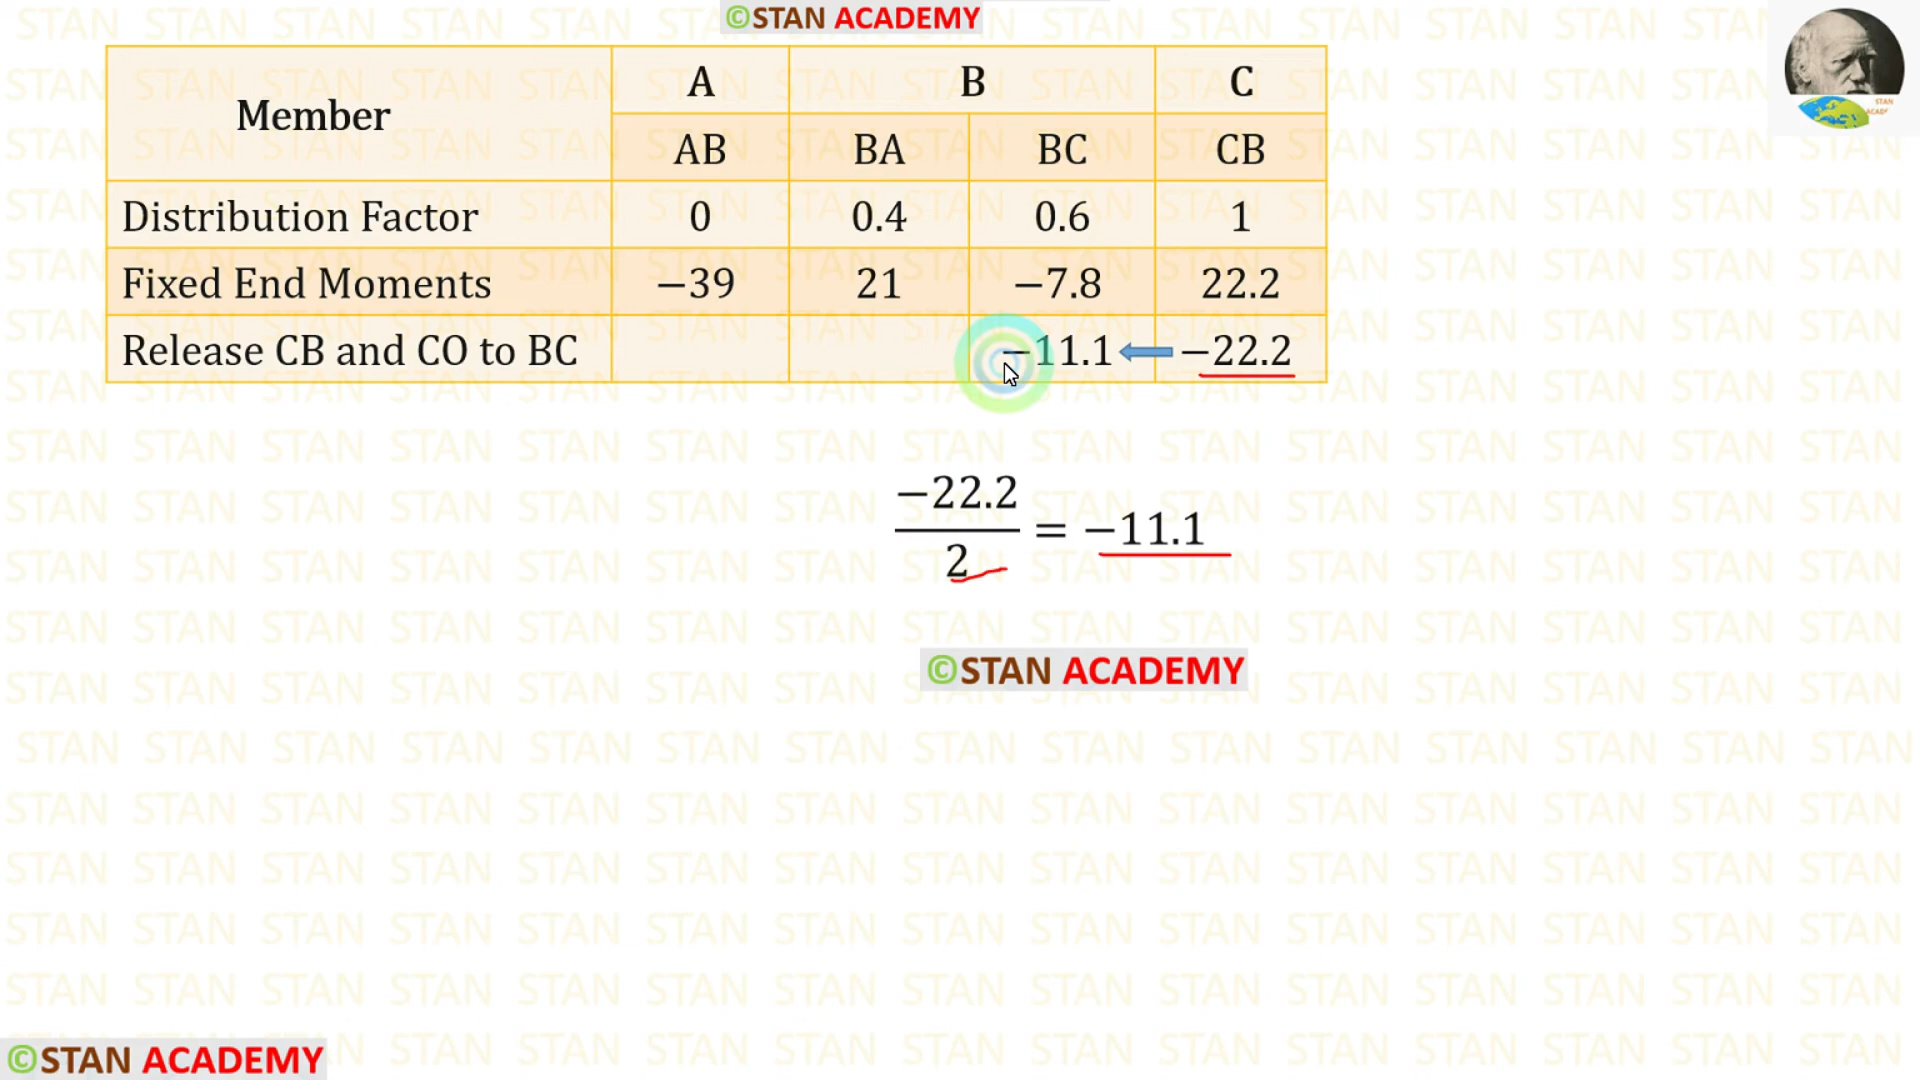 ©STAN ACADEMY
Member A B C
AB BA BC CB
Distribution Factor 0 0.4 0.6 1
Fixed End Moments −39 21 −7.8 22.2
Release CB and CO to BC −11.1 −22.2
−22.2
2
= −11.1
©STAN ACADEMY
©STAN ACADEMY